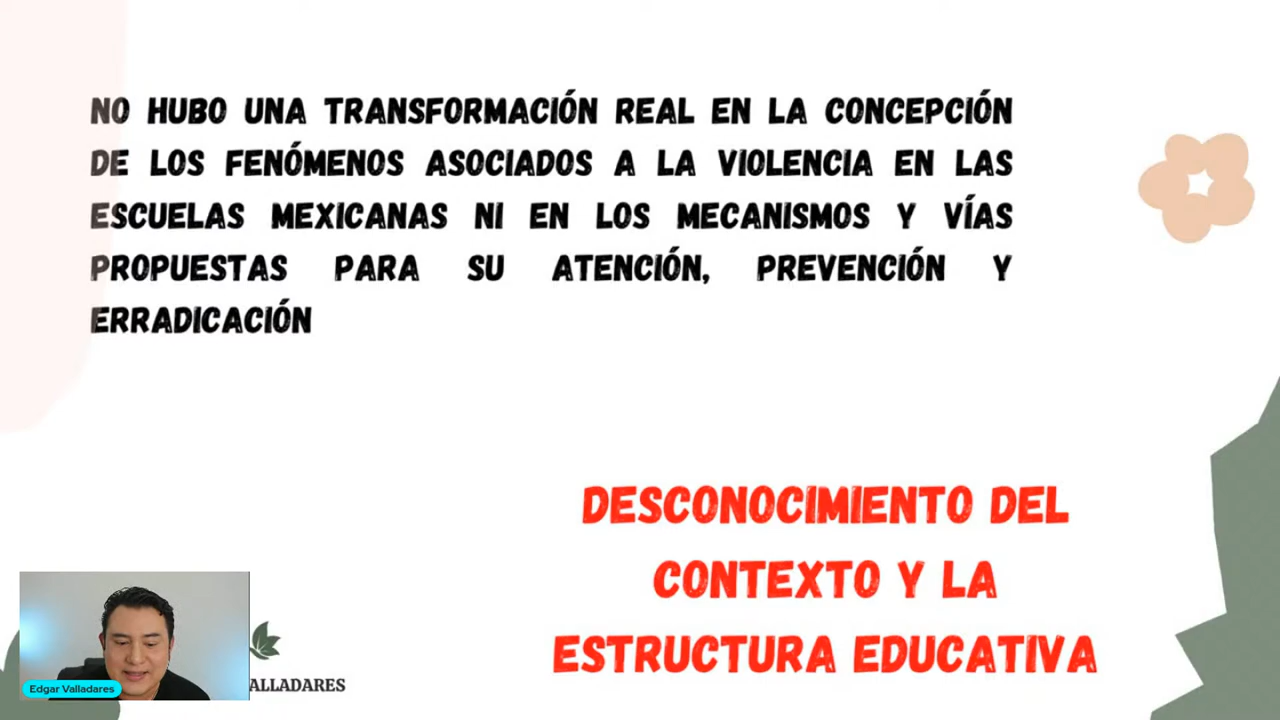 NO HUBO UNA TRANSFORMACIÓN REAL EN LA CONCEPCIÓN
DE LOS FENÓMENOS ASOCIADOS A LA VIOLENCIA EN LAS
ESCUELAS MEXICANAS NI EN LOS MECANISMOS Y VÍAS
PROPUESTAS PARA SU ATENCIÓN, PREVENCIÓN Y
ERRADICACIÓN
DESCONOCIMIENTO DEL
CONTEXTO Y LA
ESTRUCTURA EDUCATIVA
Edgar Valladares
ALLADARES